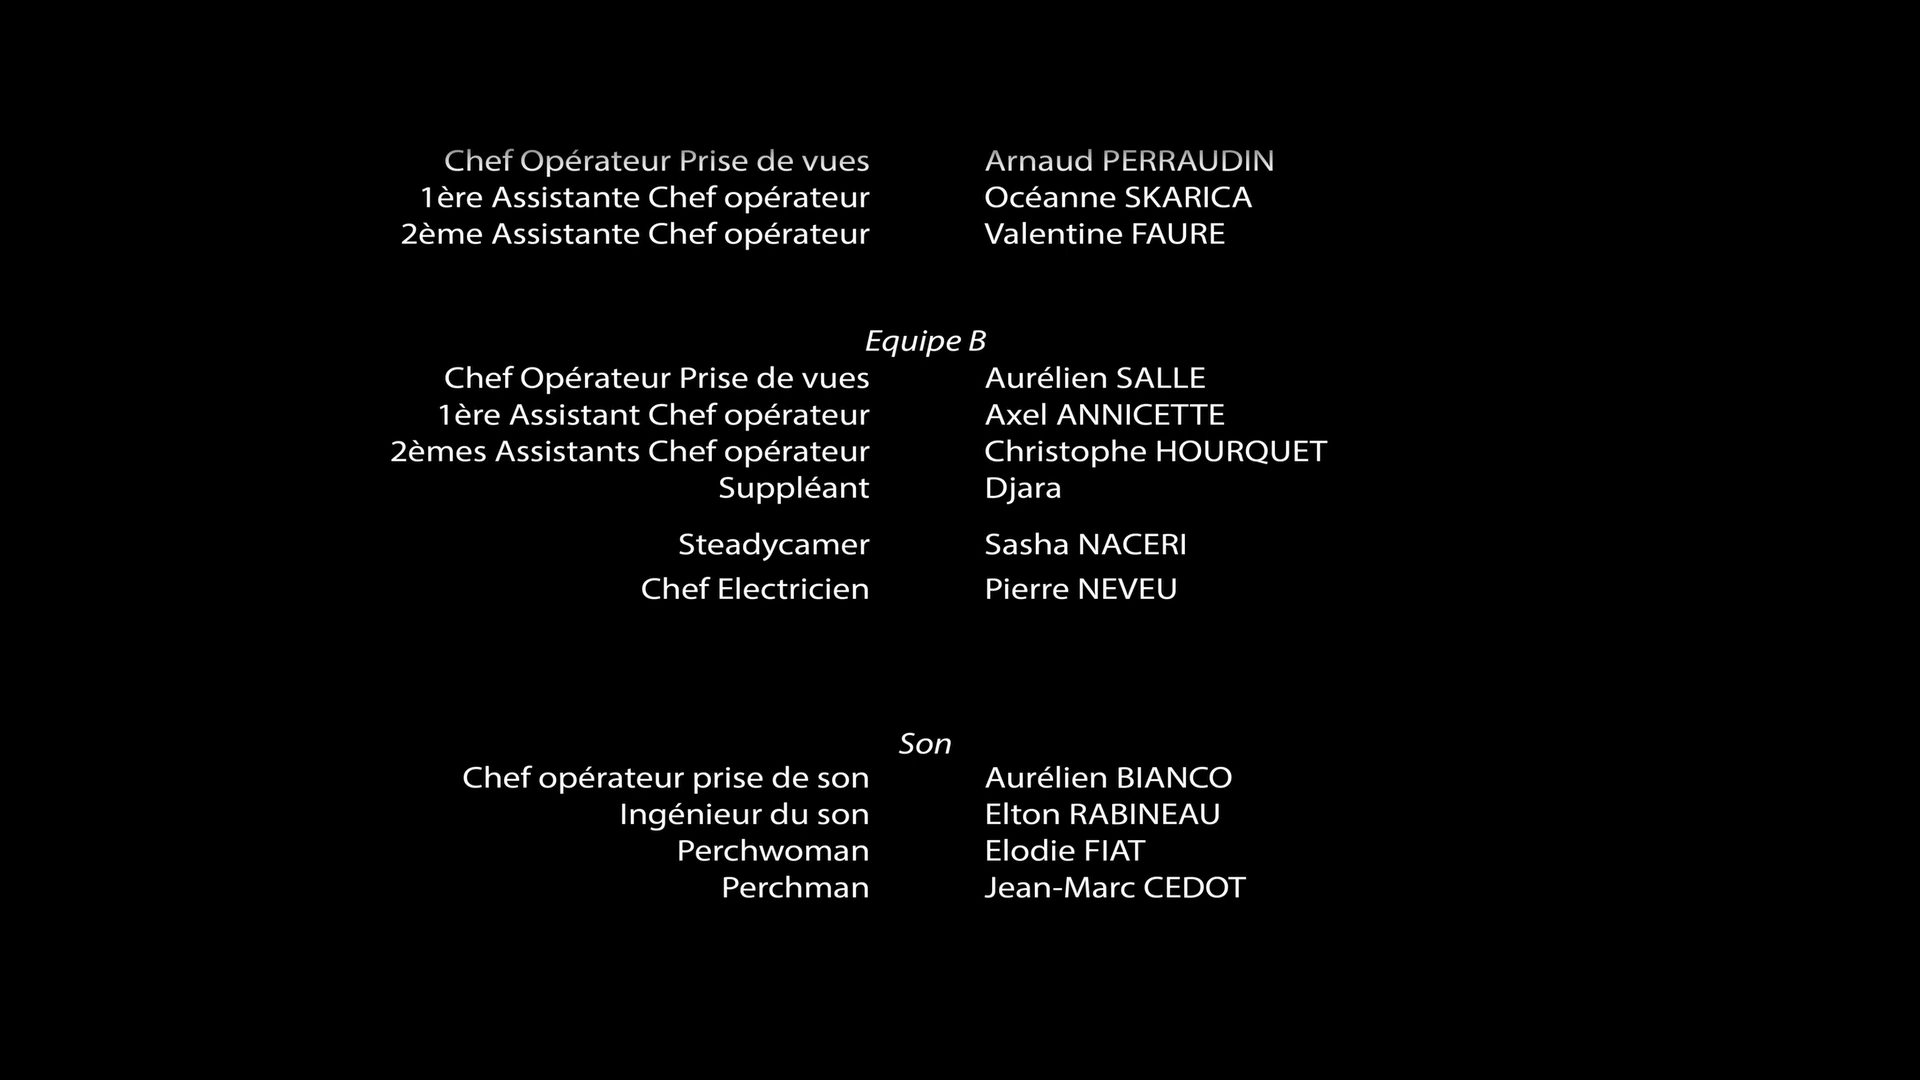 Chef Opérateur Prise de vues Arnaud PERRAUDIN
1ère Assistante Chef opérateur Océanne SKARICA
2ème Assistante Chef opérateur Valentine FAURE
Equipe B
Chef Opérateur Prise de vues Aurélien SALLE
1ère Assistant Chef opérateur Axel ANNICETTE
2èmes Assistants Chef opérateur Christophe HOURQUET
Suppléant Djara
Steadycamer Sasha NACERI
Chef Electricien Pierre NEVEU
Son
Chef opérateur prise de son Aurélien BIANCO
Ingénieur du son Elton RABINEAU
Perchwoman Elodie FIAT
Perchman Jean-Marc CEDOT